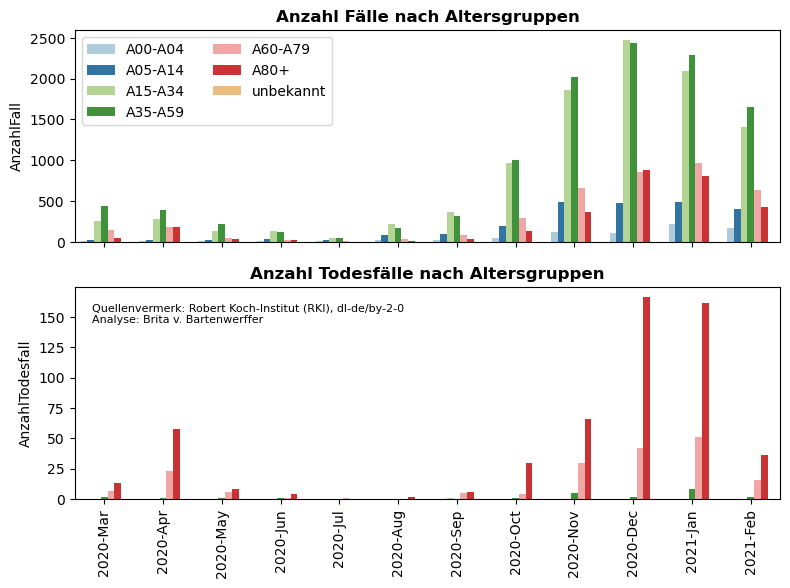 Anzahl Fälle nach Altersgruppen
2500
2000
1500
1000
500
0
AnzahlFall
A00-A04
A05-A14
A15-A34
A35-A59
A60-A79
A80+
unbekannt
Anzahl Todesfälle nach Altersgruppen
Quellenvermerk: Robert Koch-Institut (RKI), dl-de/by-2-0
Analyse: Brita v. Bartenwerffer
150
125
100
75
50
25
0
AnzahlTodesfall
2020-Mar
2020-Apr
2020-May
2020-Jun
2020-Jul
2020-Aug
2020-Sep
2020-Oct
2020-Nov
2020-Dec
2021-Jan
2021-Feb